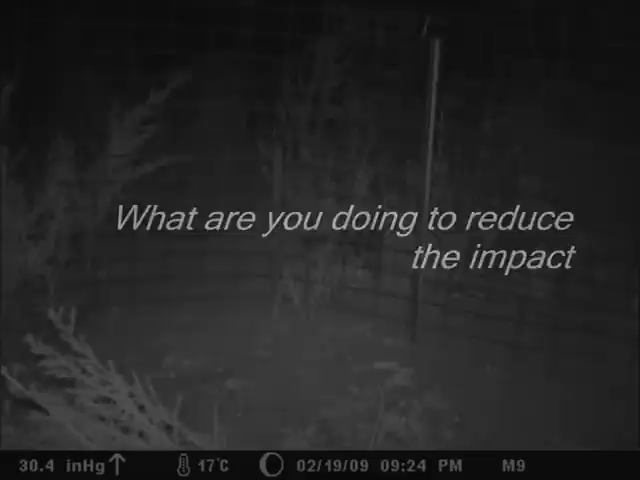 What are you doing to reduce
the impact
30.4 inHg 17°C 02/19/09 09:24 PM M9